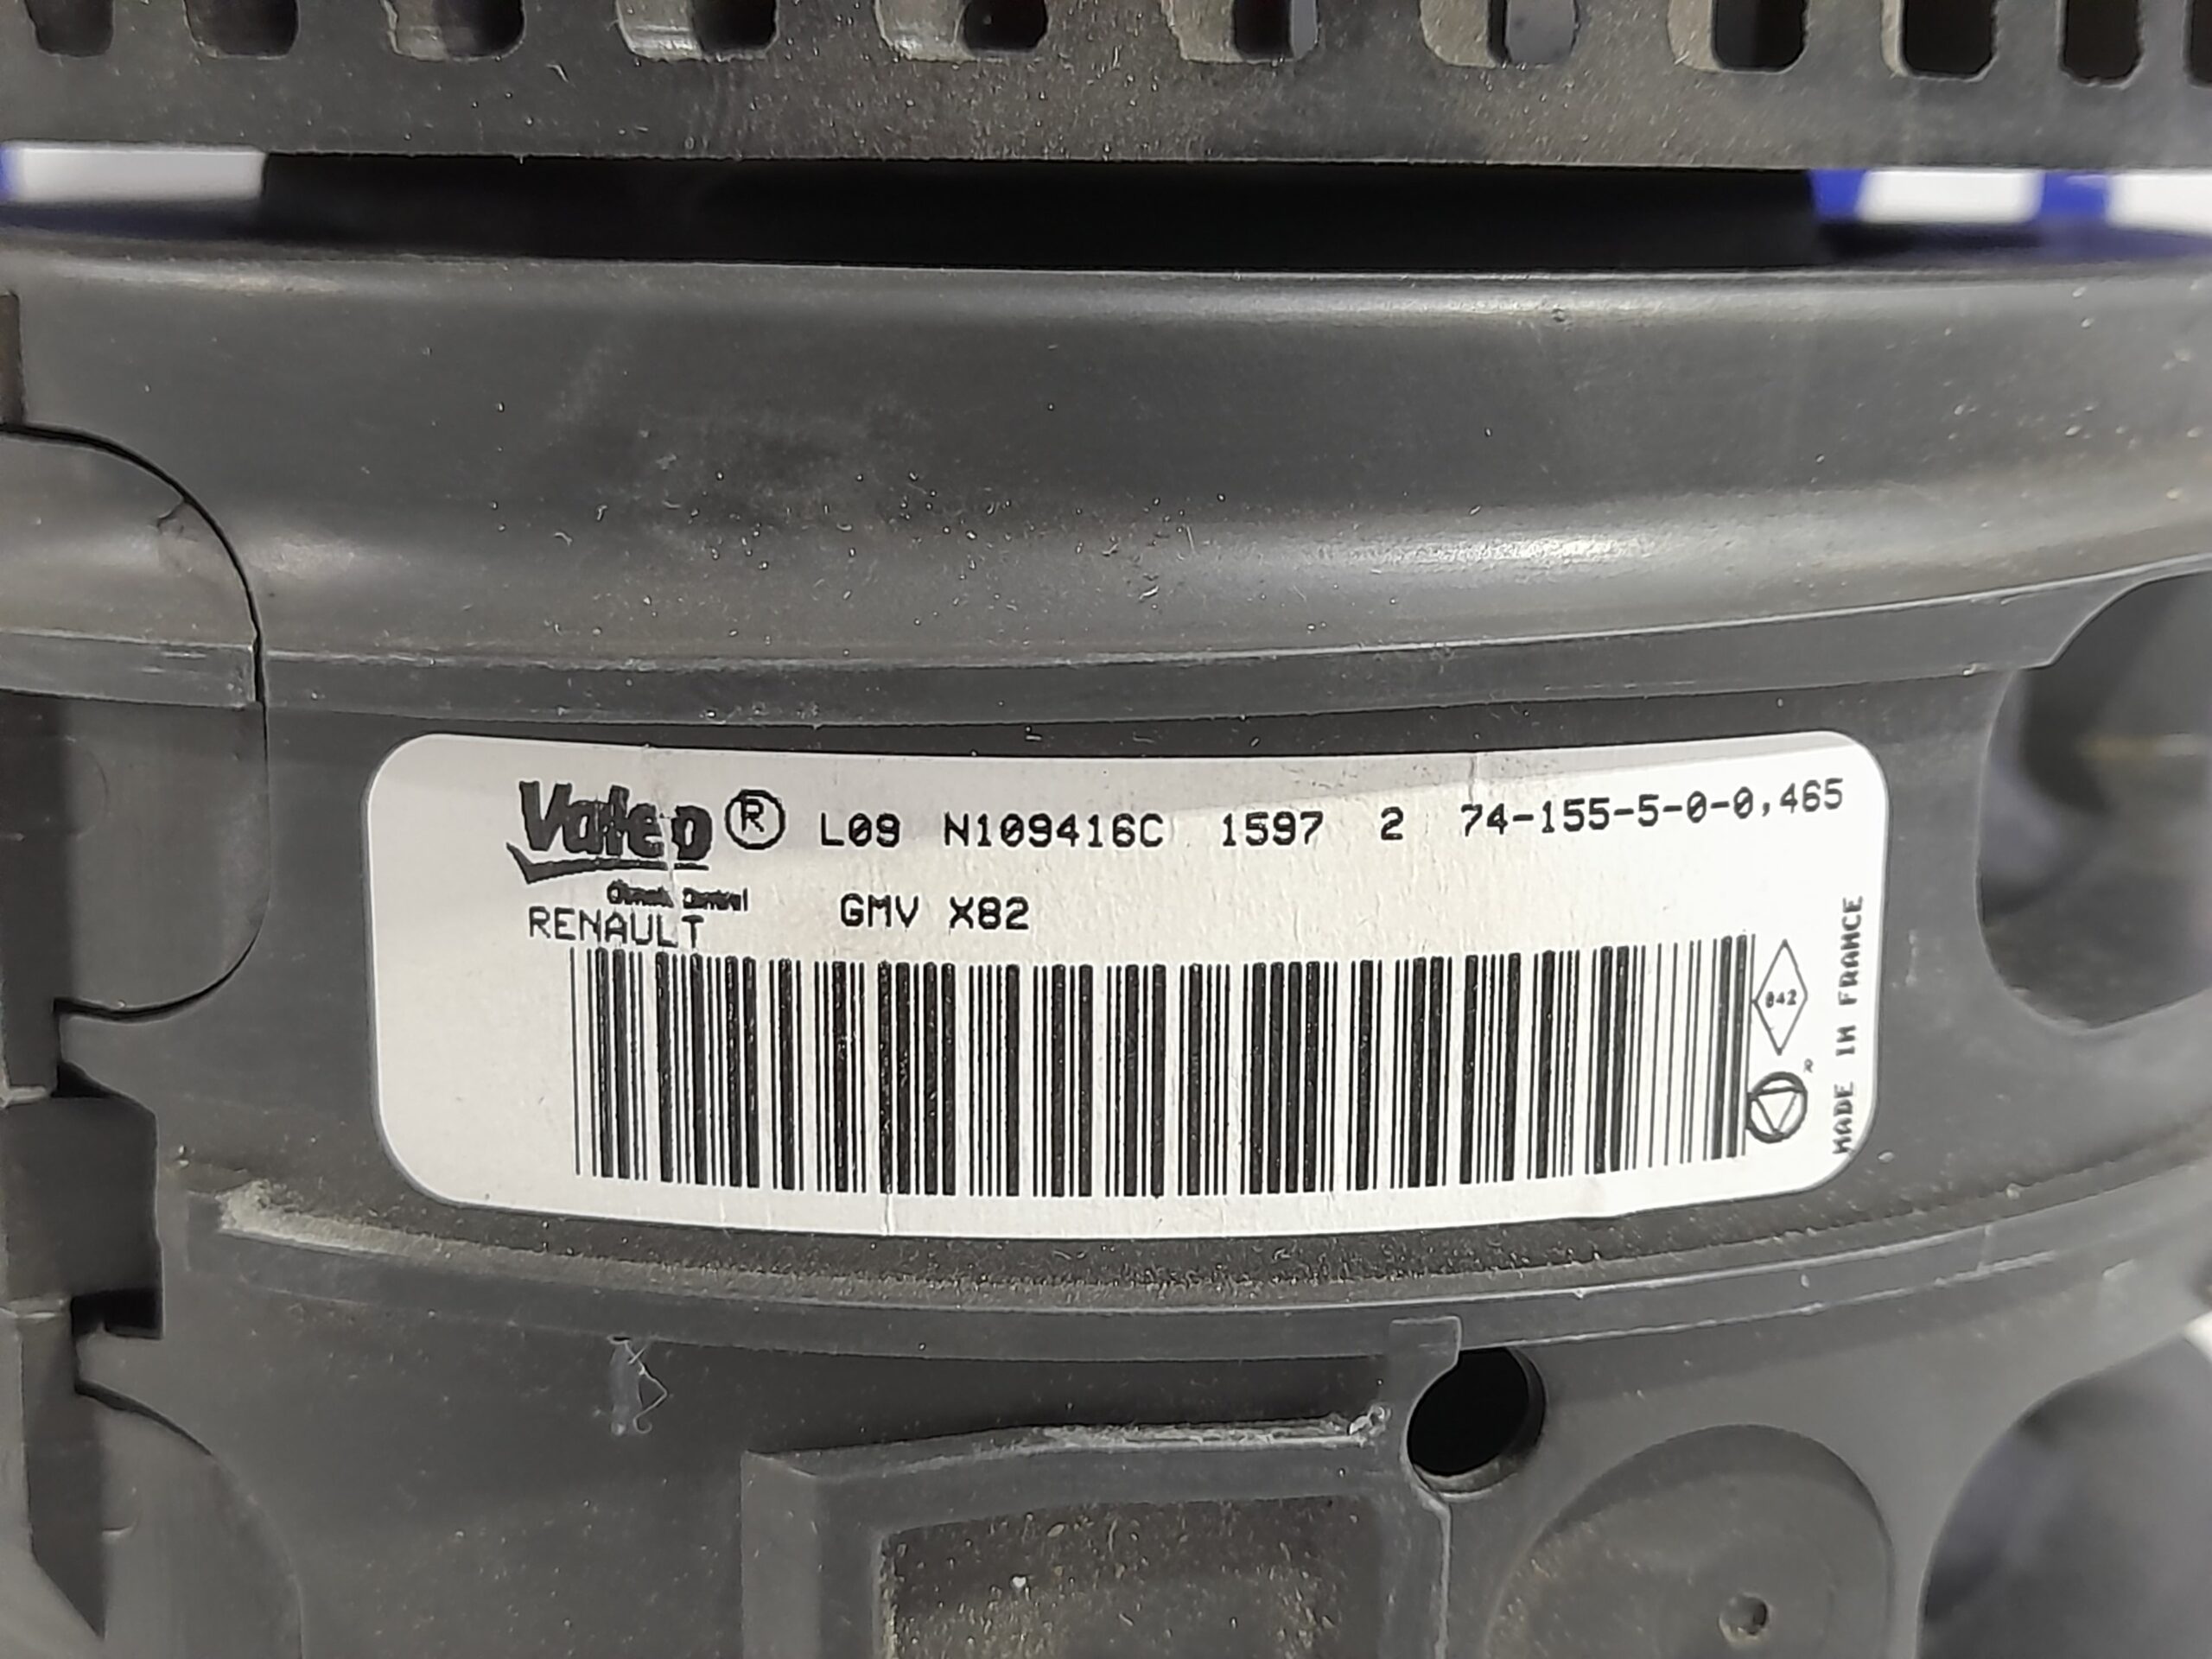 Valeo ® L09 N109416C 1597 2 74-155-5-0-0,465
Climate Control
RENAULT GMV X82
842
R
MADE IN FRANCE